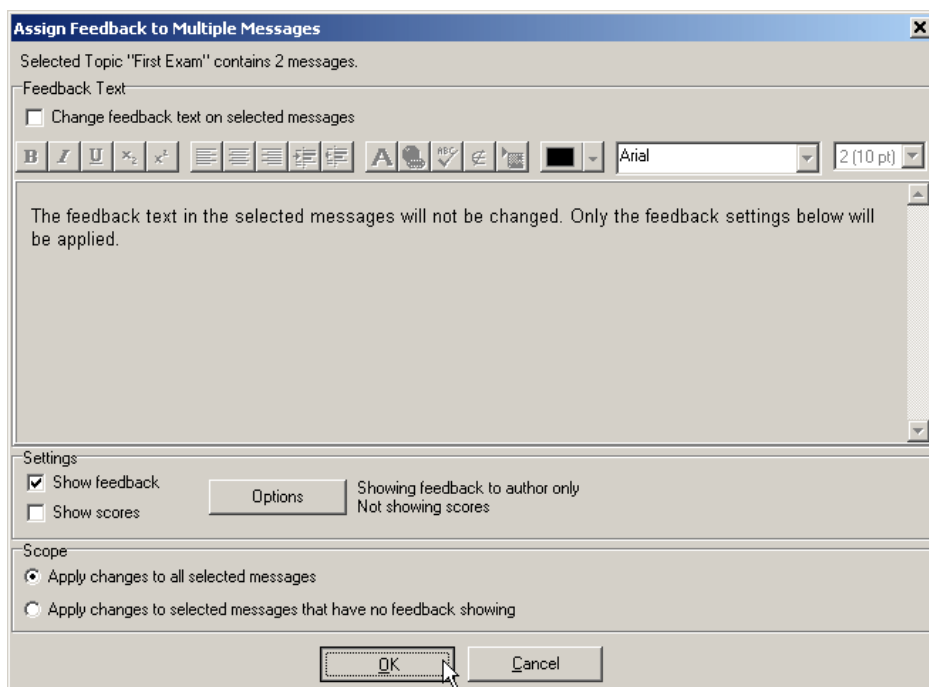 Assign Feedback to Multiple Messages
Selected Topic "First Exam" contains 2 messages.
Feedback Text
Change feedback text on selected messages
B I U x₂ x² A ABC Arial 2 (10 pt)
The feedback text in the selected messages will not be changed. Only the feedback settings below will
be applied.
Settings
Show feedback
Show scores
Options
Showing feedback to author only
Not showing scores
Scope
Apply changes to all selected messages
Apply changes to selected messages that have no feedback showing
OK
Cancel